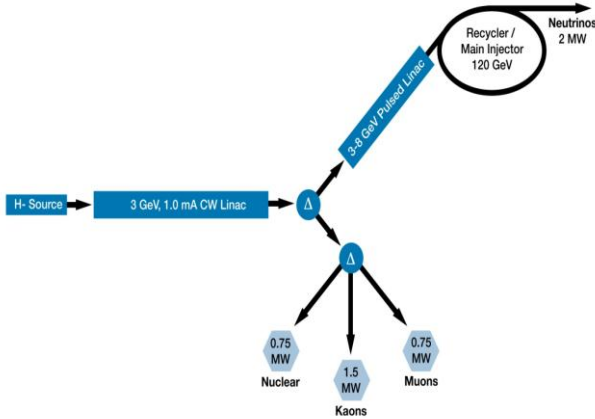 Neutrinos
2 MW
Recycler /
Main Injector
120 GeV
3-8 GeV Pulsed Linac
H- Source
3 GeV, 1.0 mA CW Linac
Δ
Δ
0.75
MW
Nuclear
1.5
MW
Kaons
0.75
MW
Muons